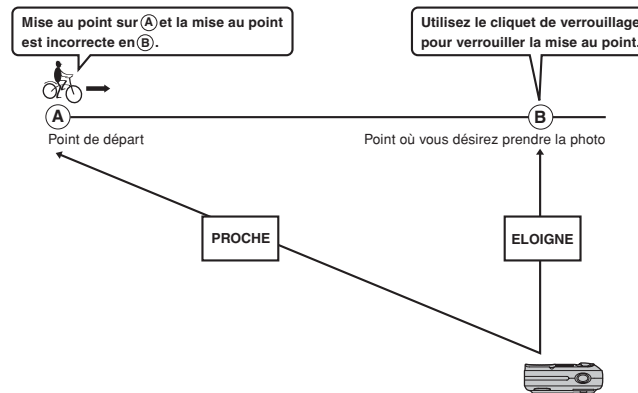 Mise au point sur Ⓐ et la mise au point
est incorrecte en Ⓑ.
Utilisez le cliquet de verrouillage
pour verrouiller la mise au point.
A
B
Point de départ
Point où vous désirez prendre la photo
PROCHE
ELOIGNE